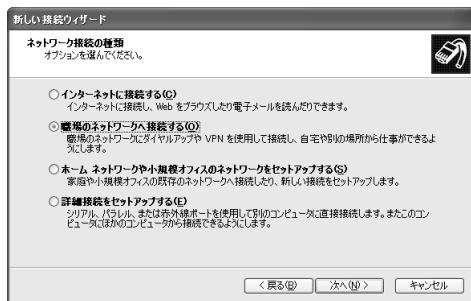 新しい接続ウィザード
ネットワーク接続の種類
オプションを選んでください。
インターネットに接続する(C)
インターネットに接続し、Web をブラウズしたり電子メールを読んだりできます。
職場のネットワークへ接続する(O)
職場のネットワークにダイヤルアップや VPN を使用して接続し、自宅や別の場所から仕事ができるよ
うにします。
ホーム ネットワークや小規模オフィスのネットワークをセットアップする(S)
家庭や小規模オフィスの既存のネットワークへ接続したり、新しい接続をセットアップします。
詳細接続をセットアップする(E)
シリアル、パラレル、または赤外線ポートを使用して別のコンピュータに直接接続します。またこのコン
ピュータにほかのコンピュータから接続できるようにします。
< 戻る(B) 次へ(N) > キャンセル